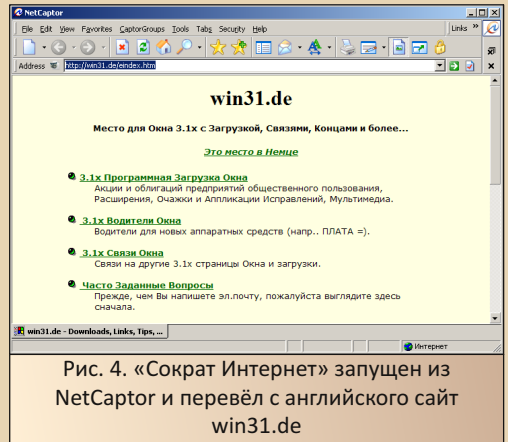 NetCaptor
File Edit View Favorites CaptorGroups Tools Tabs Security Help Links »
Address http://win31.de/eindex.htm
win31.de
Место для Окна 3.1x с Загрузкой, Связями, Концами и более...
Это место в Немце
3.1x Программная Загрузка Окна
Акции и облигаций предприятий общественного пользования,
Расширения, Очажки и Аппликации Исправлений, Мультимедиа.
3.1x Водители Окна
Водители для новых аппаратных средств (напр.. ПЛАТА =).
3.1x Связи Окна
Связи на другие 3.1x страницы Окна и загрузки.
Часто Заданные Вопросы
Прежде, чем Вы напишете эл.почту, пожалуйста выглядите здесь
сначала.
win31.de - Downloads, Links, Tips, ...
Интернет
Рис. 4. «Сократ Интернет» запущен из
NetCaptor и перевёл с английского сайт
win31.de